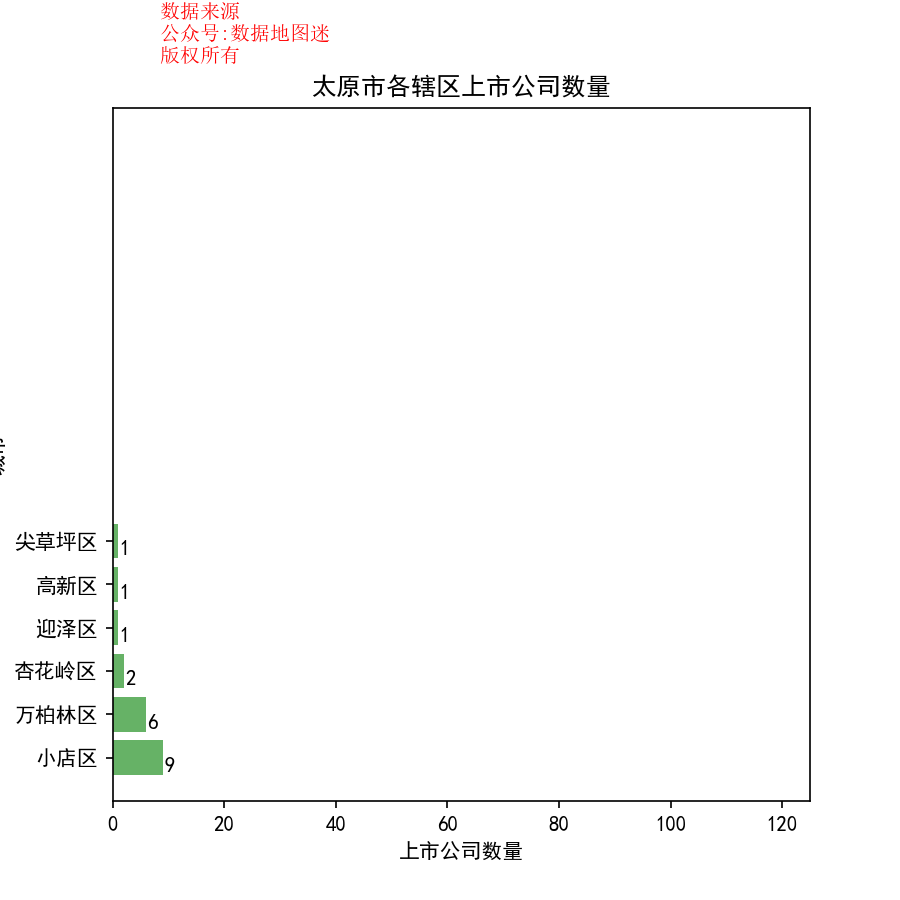 数据来源
公众号:数据地图迷
版权所有
太原市各辖区上市公司数量
尖草坪区 1
高新区 1
迎泽区 1
杏花岭区 2
万柏林区 6
小店区 9
0 20 40 60 80 100 120
上市公司数量